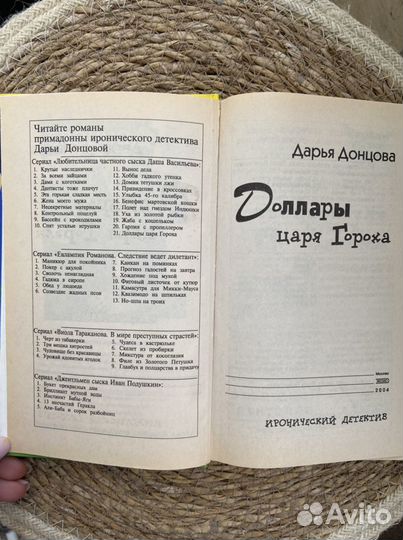 Читайте романы
примадонны иронического детектива
Дарьи Донцовой
Сериал «Любительница частного сыска Даша Васильева»:
1. Крутые наследнички
2. За всеми зайцами
3. Дама с коготками
4. Дантисты тоже плачут
5. Эта горькая сладкая месть
6. Жена моего мужа
7. Несекретные материалы
8. Контрольный поцелуй
9. Бассейн с крокодилами
10. Спят усталые игрушки
11. Вынос дела
12. Хобби гадкого утенка
13. Домик тетушки лжи
14. Привидение в кроссовках
15. Улыбка 45-го калибра
16. Бенефис мартовской кошки
17. Полет над гнездом Индюшки
18. Уха из золотой рыбки
19. Жаба с кошельком
20. Гарпия с пропеллером
21. Доллары царя Гороха
Сериал «Евлампия Романова. Следствие ведет дилетант»:
1. Маникюр для покойника
2. Покер с акулой
3. Сволочь ненаглядная
4. Гадюка в сиропе
5. Обед у людоеда
6. Созвездие жадных псов
7. Канкан на поминках
8. Прогноз гадостей на завтра
9. Хождение под мухой
10. Фиговый листочек от кутюр
11. Камасутра для Микки-Мауса
12. Квазимодо на шпильках
13. Но-шпа на троих
Сериал «Виола Тараканова. В мире преступных страстей»:
1. Черт из табакерки
2. Три мешка хитростей
3. Чудовище без красавицы
4. Урожай ядовитых ягодок
5. Чудеса в кастрюльке
6. Скелет из пробирки
7. Микстура от косоглазия
8. Филе из Золотого Петушка
9. Главбух и полцарства в придачу
Сериал «Джентльмен сыска Иван Подушкин»:
1. Букет прекрасных дам
2. Бриллиант мутной воды
3. Инстинкт Бабы-Яги
4. 13 несчастий Геракла
5. Али-Баба и сорок разбойниц
Дарья Донцова
Доллары
царя Гороха
Москва
2004
ИРОНИЧЕСКИЙ ДЕТЕКТИВ
Avito